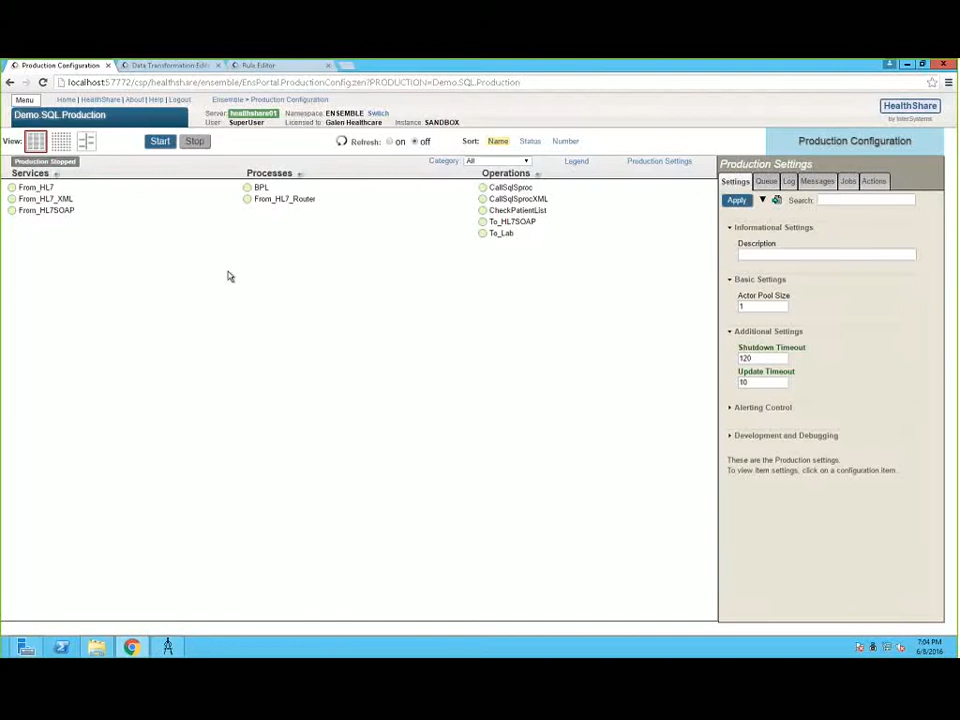 Production Configuration
Data Transformation Edit
Rule Editor
localhost:57772/csp/healthshare/ensemble/EnsPortal.ProductionConfig.zen?PRODUCTION=Demo.SQL.Production
Menu
Home | HealthShare | About | Help | Logout
Ensemble > Production Configuration
HealthShare
by InterSystems
Demo.SQL.Production
Server: healthshare01 Namespace: ENSEMBLE Switch
User: SuperUser Licensed to: Galen Healthcare Instance: SANDBOX
View:
Start
Stop
Refresh: on off
Sort: Name Status Number
Production Configuration
Production Stopped
Category: All
Legend
Production Settings
Services
Processes
Operations
From_HL7
From_HL7_XML
From_HL7SOAP
BPL
From_HL7_Router
CallSqlSproc
CallSqlSprocXML
CheckPatientList
To_HL7SOAP
To_Lab
Production Settings
Settings Queue Log Messages Jobs Actions
Apply
Search:
Informational Settings
Description
Basic Settings
Actor Pool Size
1
Additional Settings
Shutdown Timeout
120
Update Timeout
10
Alerting Control
Development and Debugging
These are the Production settings.
To view item settings, click on a configuration item.
7:04 PM
6/8/2016